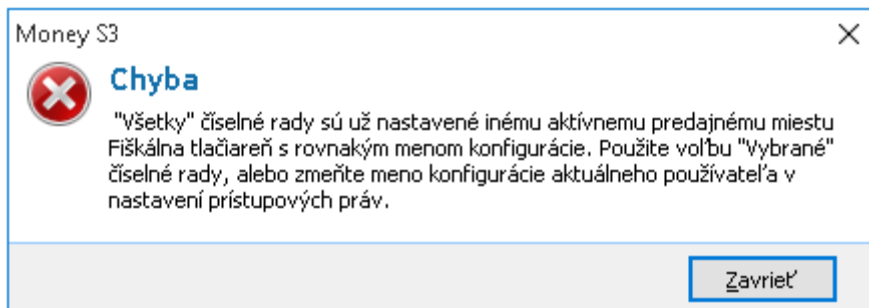 Money S3
Chyba
"Všetky" číselné rady sú už nastavené inému aktívnemu predajnému miestu
Fiškálna tlačiareň s rovnakým menom konfigurácie. Použite voľbu "Vybrané"
číselné rady, alebo zmeňte meno konfigurácie aktuálneho používateľa v
nastavení prístupových práv.
Zavrieť